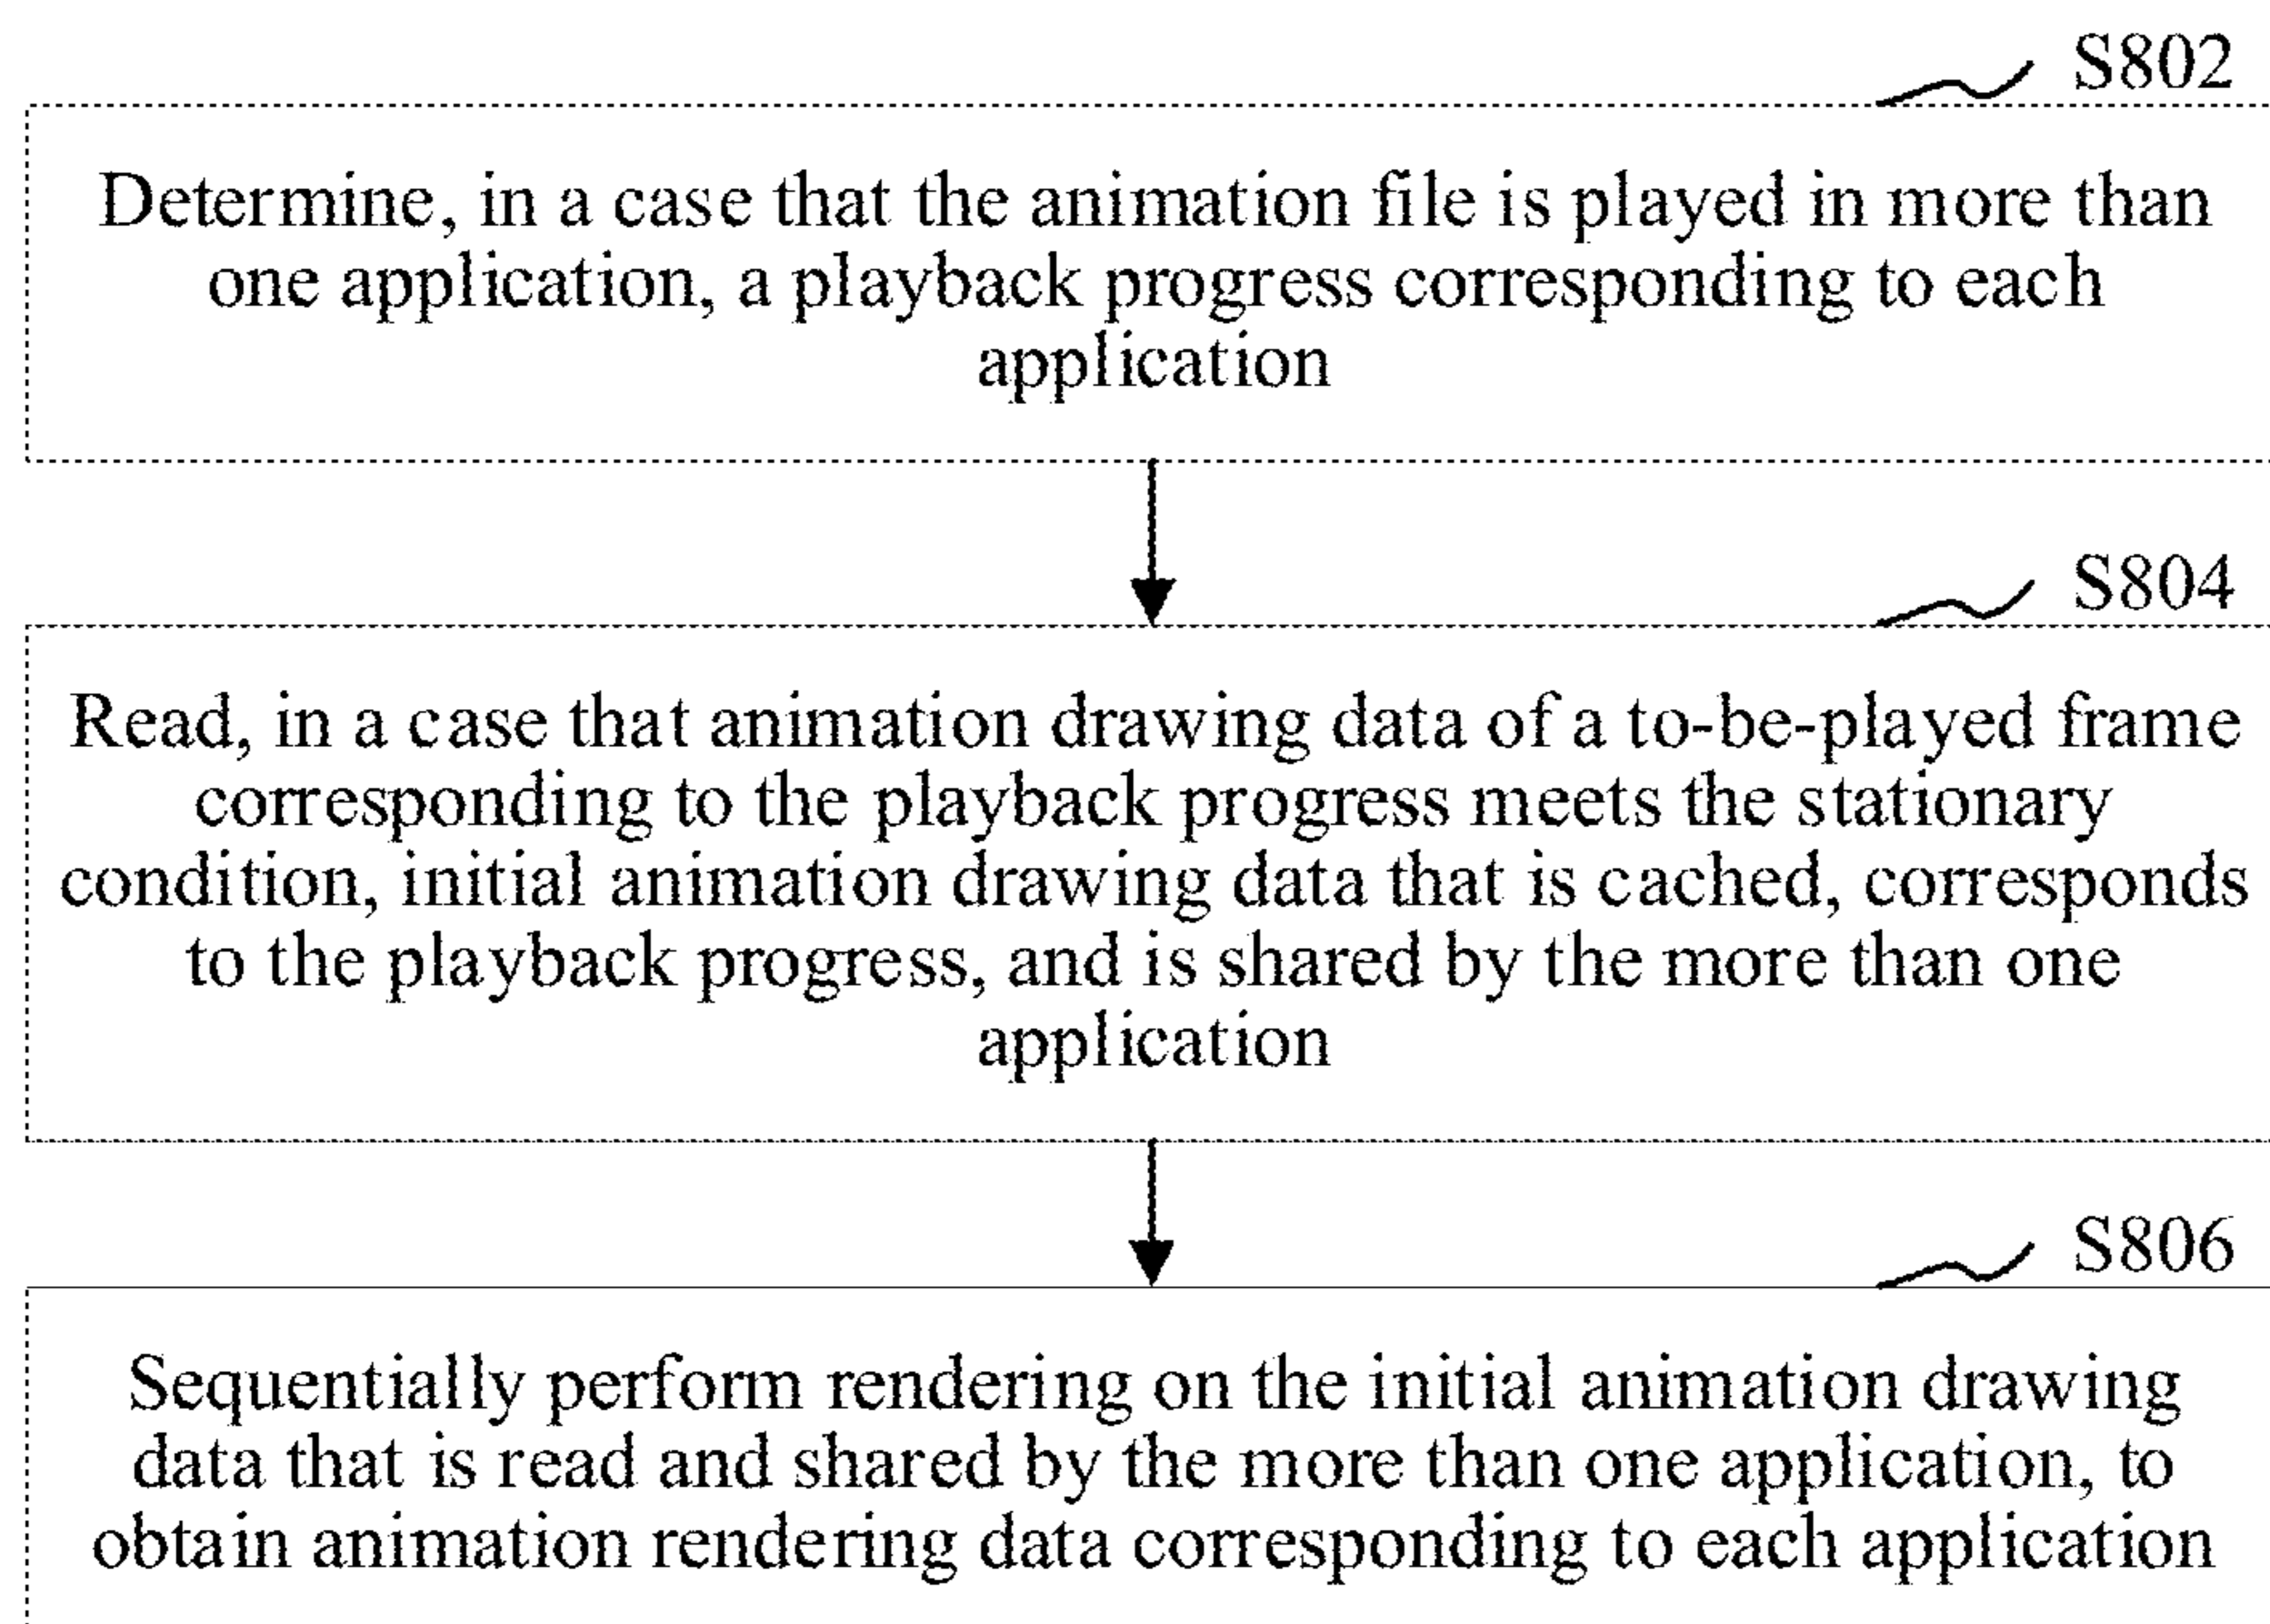 S802
Determine, in a case that the animation file is played in more than
one application, a playback progress corresponding to each
application
S804
Read, in a case that animation drawing data of a to-be-played frame
corresponding to the playback progress meets the stationary
condition, initial animation drawing data that is cached, corresponds
to the playback progress, and is shared by the more than one
application
S806
Sequentially perform rendering on the initial animation drawing
data that is read and shared by the more than one application, to
obtain animation rendering data corresponding to each application